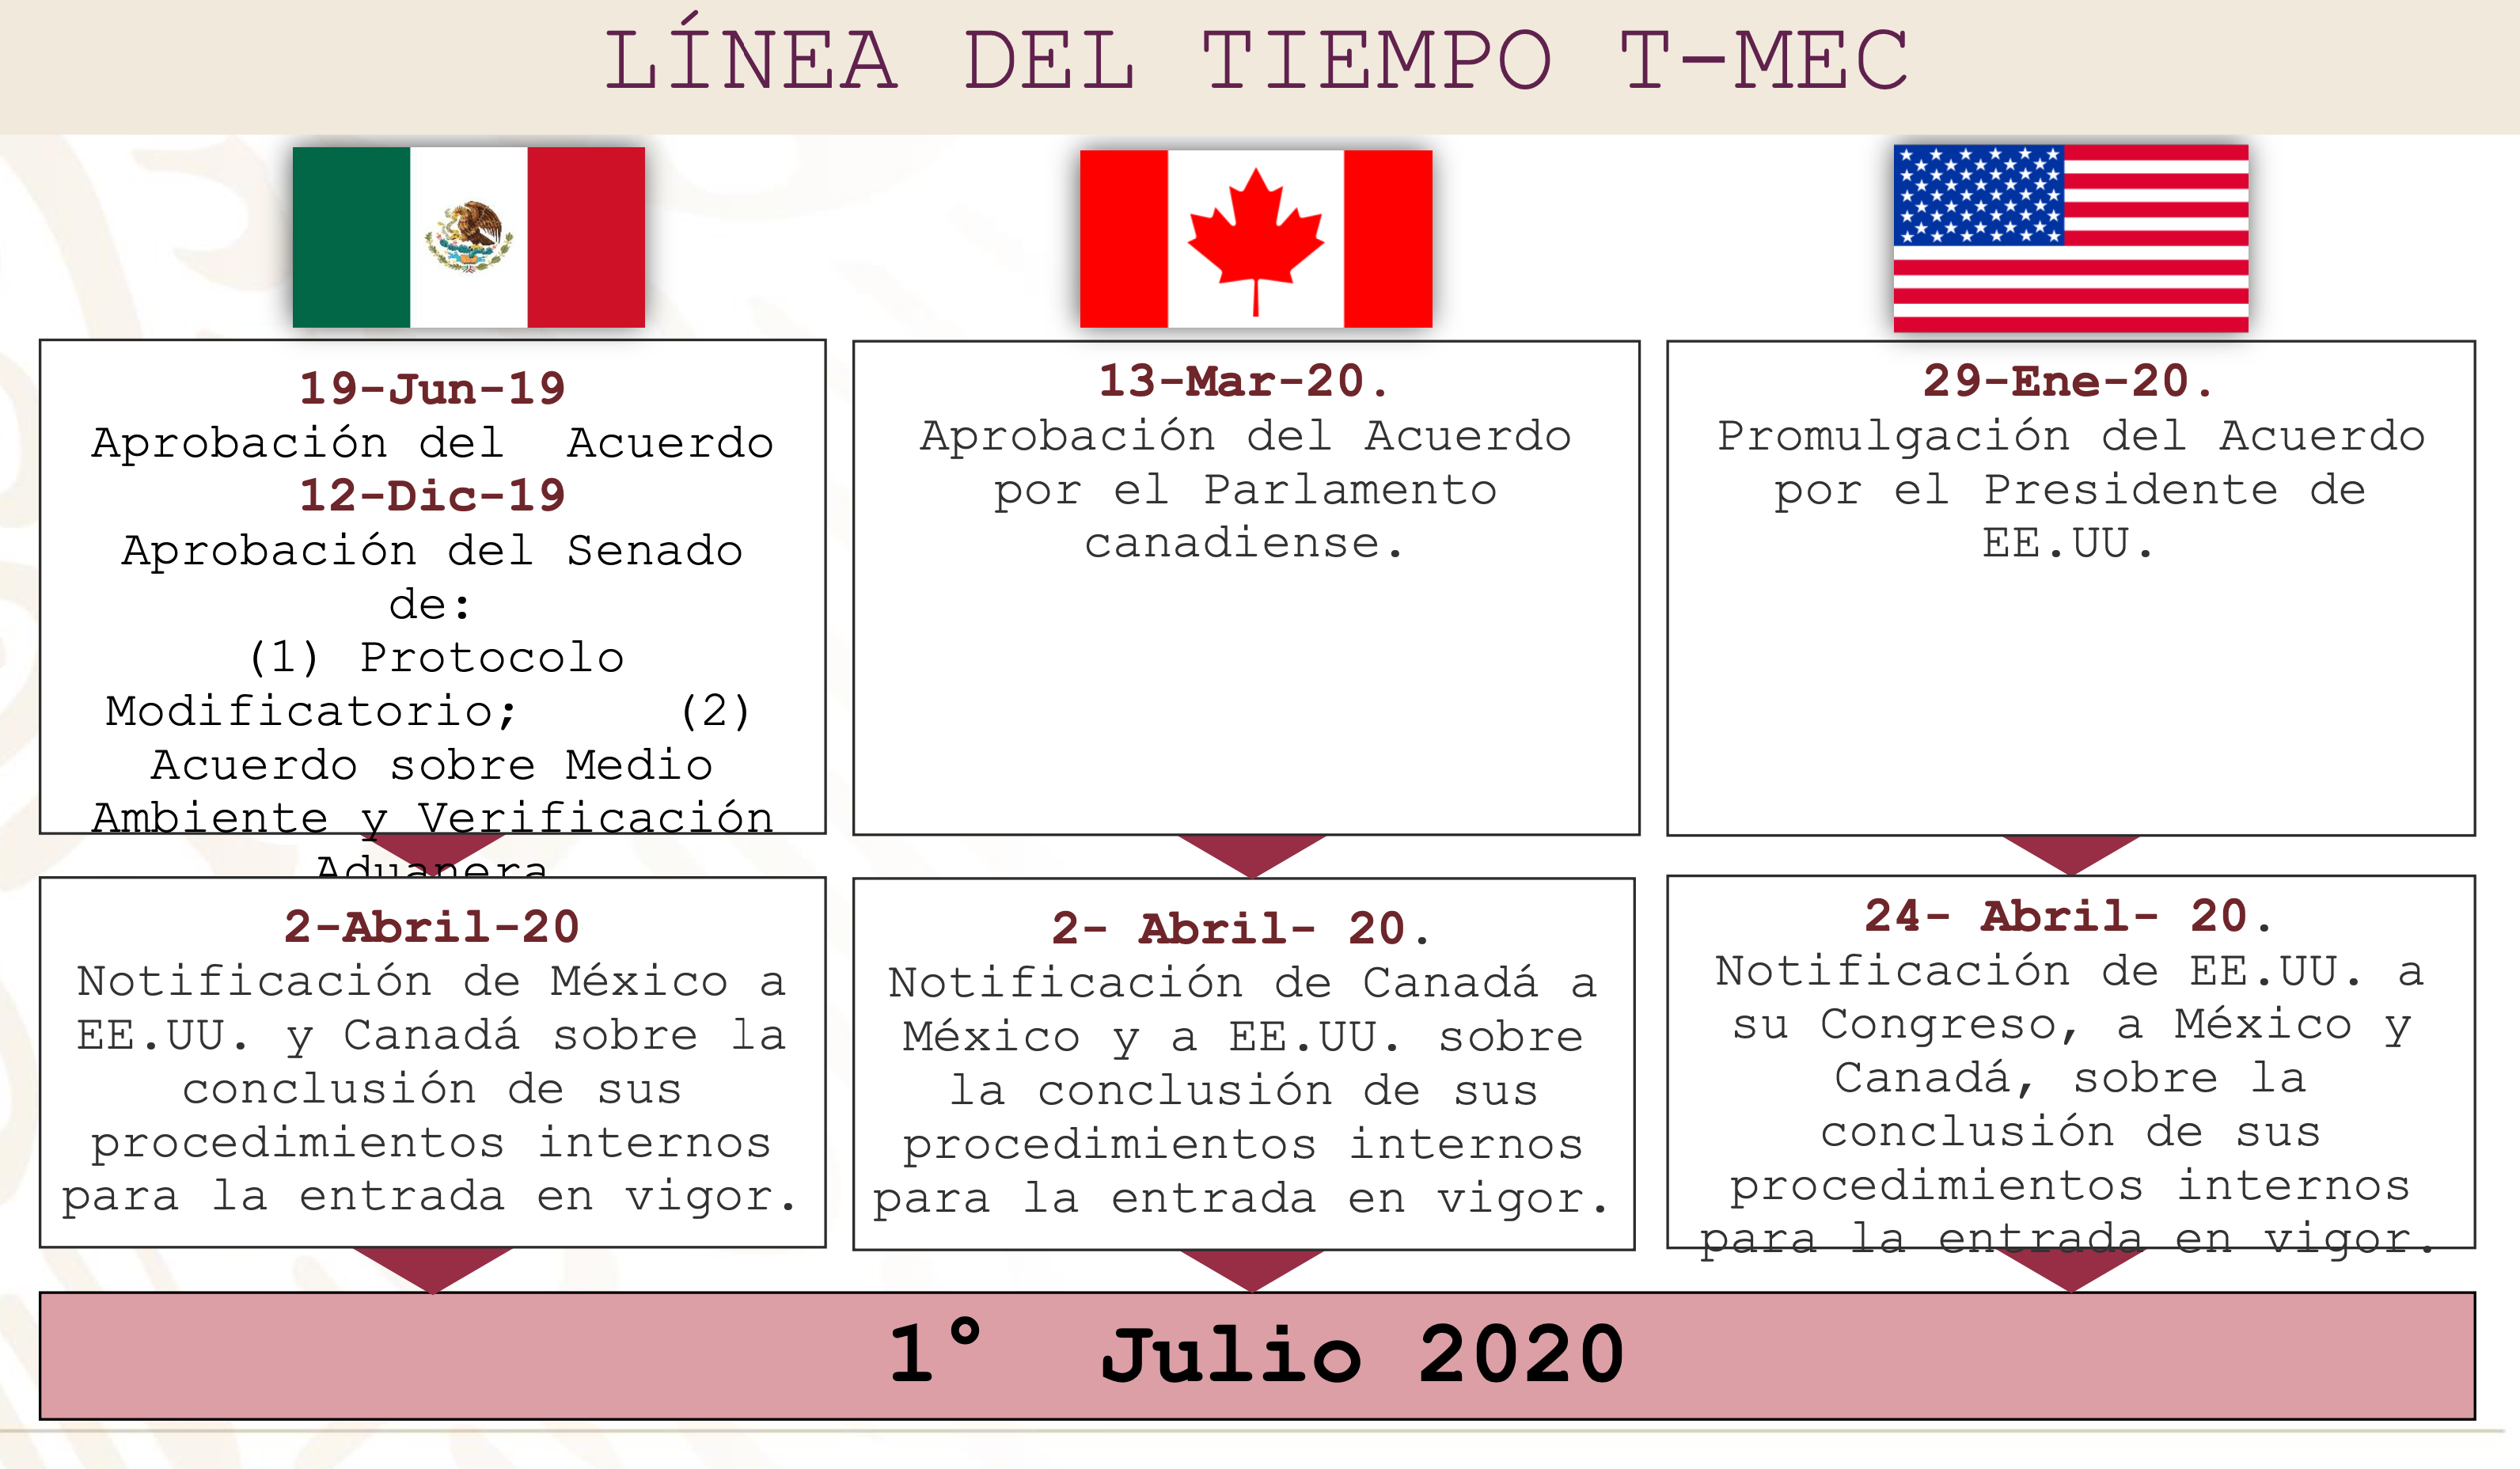 LÍNEA DEL TIEMPO T-MEC
19-Jun-19
Aprobación del Acuerdo
12-Dic-19
Aprobación del Senado
de:
(1) Protocolo
Modificatorio; (2)
Acuerdo sobre Medio
Ambiente y Verificación
Aduanera
2-Abril-20
Notificación de México a
EE.UU. y Canadá sobre la
conclusión de sus
procedimientos internos
para la entrada en vigor.
13-Mar-20.
Aprobación del Acuerdo
por el Parlamento
canadiense.
2- Abril- 20.
Notificación de Canadá a
México y a EE.UU. sobre
la conclusión de sus
procedimientos internos
para la entrada en vigor.
29-Ene-20.
Promulgación del Acuerdo
por el Presidente de
EE.UU.
24- Abril- 20.
Notificación de EE.UU. a
su Congreso, a México y
Canadá, sobre la
conclusión de sus
procedimientos internos
para la entrada en vigor.
1° Julio 2020